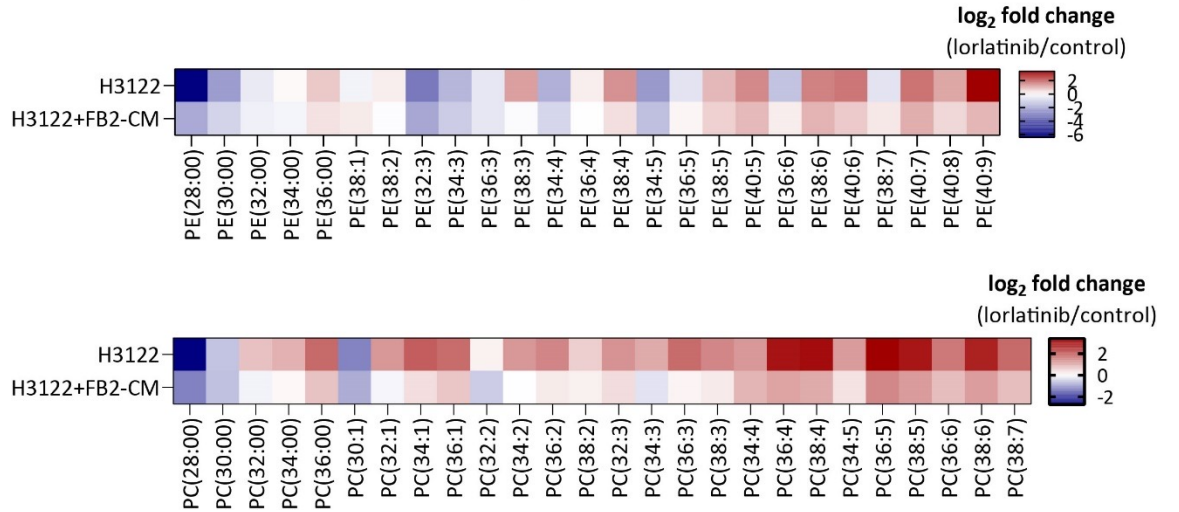 log₂ fold change
(lorlatinib/control)
H3122
H3122+FB2-CM
2
0
-2
-4
-6
PE(28:00)
PE(30:00)
PE(32:00)
PE(34:00)
PE(36:00)
PE(38:1)
PE(38:2)
PE(32:3)
PE(34:3)
PE(36:3)
PE(38:3)
PE(34:4)
PE(36:4)
PE(38:4)
PE(34:5)
PE(36:5)
PE(38:5)
PE(40:5)
PE(36:6)
PE(38:6)
PE(40:6)
PE(38:7)
PE(40:7)
PE(40:8)
PE(40:9)
log₂ fold change
(lorlatinib/control)
H3122
H3122+FB2-CM
2
0
-2
PC(28:00)
PC(30:00)
PC(32:00)
PC(34:00)
PC(36:00)
PC(30:1)
PC(32:1)
PC(34:1)
PC(36:1)
PC(32:2)
PC(34:2)
PC(36:2)
PC(38:2)
PC(32:3)
PC(34:3)
PC(36:3)
PC(38:3)
PC(34:4)
PC(36:4)
PC(38:4)
PC(34:5)
PC(36:5)
PC(38:5)
PC(36:6)
PC(38:6)
PC(38:7)